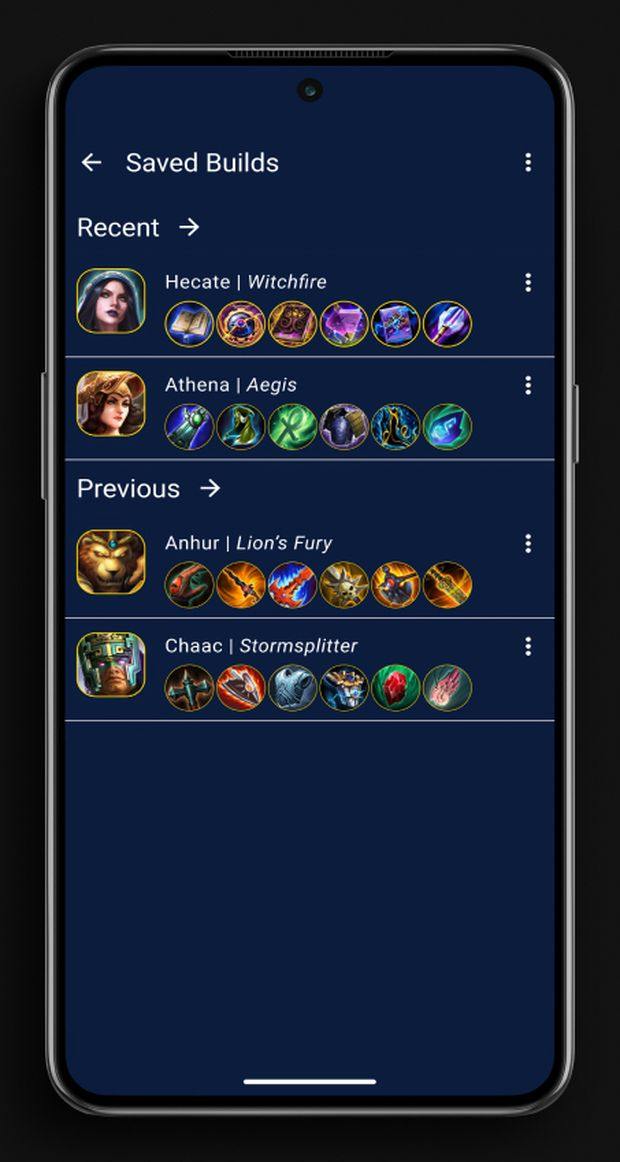 Saved Builds
Recent
Hecate | Witchfire
Athena | Aegis
Previous
Anhur | Lion's Fury
Chaac | Stormsplitter